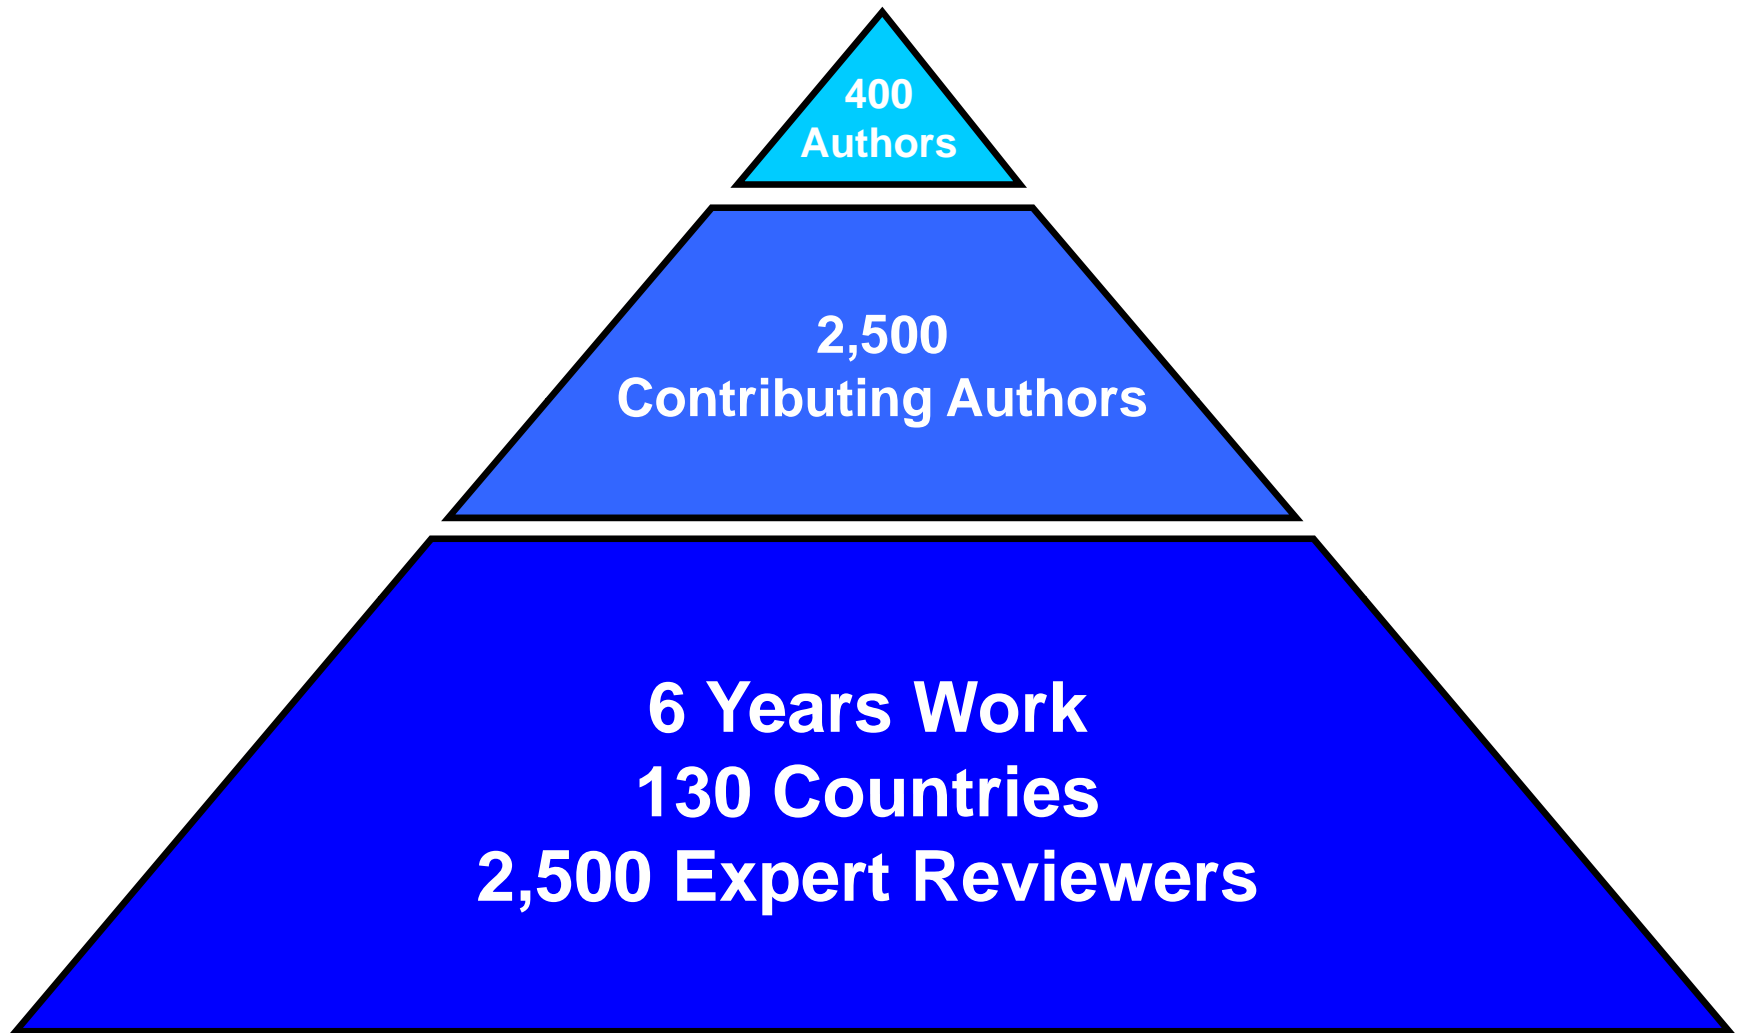 400
Authors
2,500
Contributing Authors
6 Years Work
130 Countries
2,500 Expert Reviewers